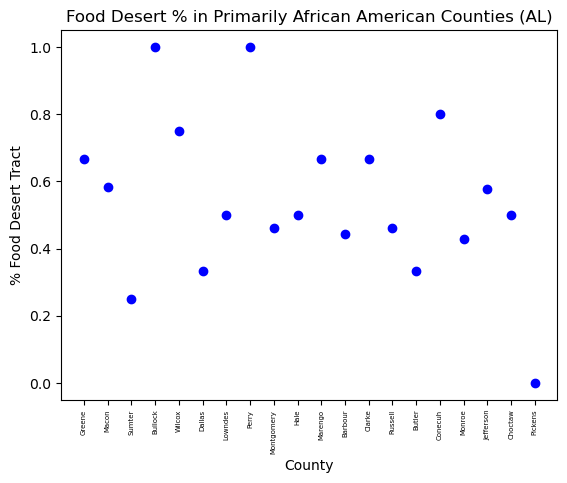 Food Desert % in Primarily African American Counties (AL)
1.0
0.8
0.6
0.4
0.2
0.0
% Food Desert Tract
Greene
Macon
Sumter
Bullock
Wilcox
Dallas
Lowndes
Perry
Montgomery
Hale
Marengo
Barbour
Clarke
Russell
Butler
Conecuh
Monroe
Jefferson
Choctaw
Pickens
County